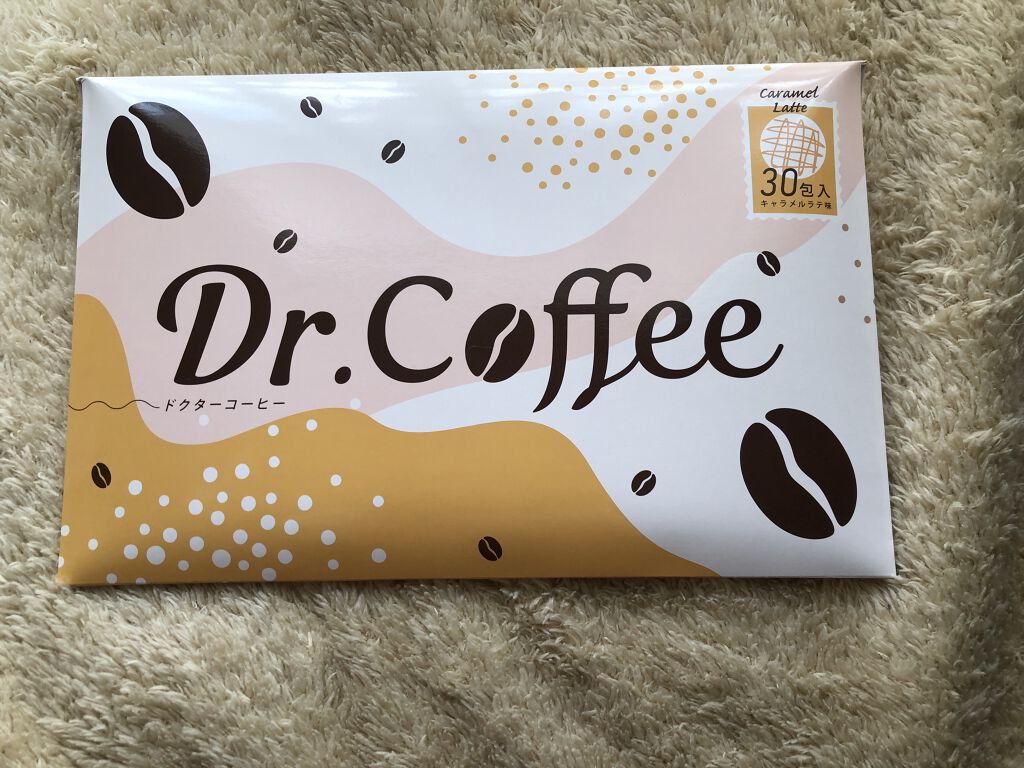 Caramel
Latte
30包入
キャラメルラテ味
Dr.Coffee
ドクターコーヒー